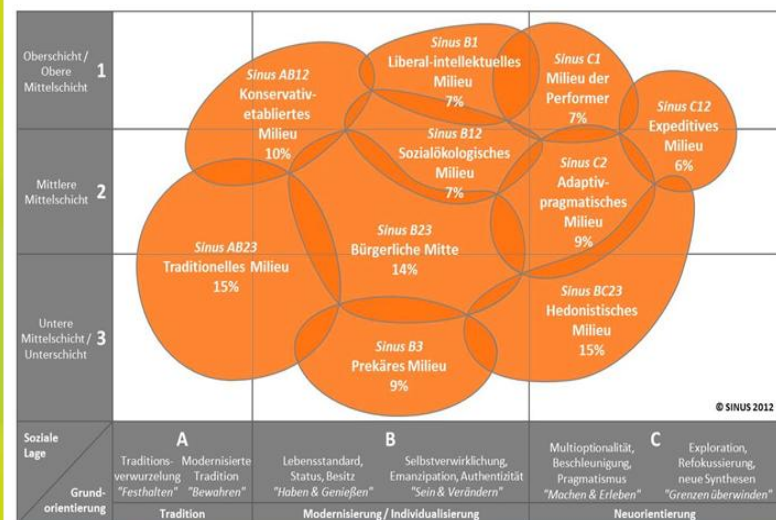 Oberschicht /
Obere
Mittelschicht
1
Mittlere
Mittelschicht
2
Untere
Mittelschicht /
Unterschicht
3
Sinus AB12
Konservativ-
etabliertes
Milieu
10%
Sinus B1
Liberal-intellektuelles
Milieu
7%
Sinus C1
Milieu der
Performer
7%
Sinus C12
Expeditives
Milieu
6%
Sinus B12
Sozialökologisches
Milieu
7%
Sinus C2
Adaptiv-
pragmatisches
Milieu
9%
Sinus AB23
Traditionelles Milieu
15%
Sinus B23
Bürgerliche Mitte
14%
Sinus BC23
Hedonistisches
Milieu
15%
Sinus B3
Prekäres Milieu
9%
© SINUS 2012
Soziale
Lage
Grund-
orientierung
A
Traditions-
verwurzelung
"Festhalten"
Modernisierte
Tradition
"Bewahren"
Tradition
B
Lebensstandard,
Status, Besitz
"Haben & Genießen"
Selbstverwirklichung,
Emanzipation, Authentizität
"Sein & Verändern"
Modernisierung / Individualisierung
C
Multioptionalität,
Beschleunigung,
Pragmatismus
"Machen & Erleben"
Exploration,
Refokussierung,
neue Synthesen
"Grenzen überwinden"
Neuorientierung